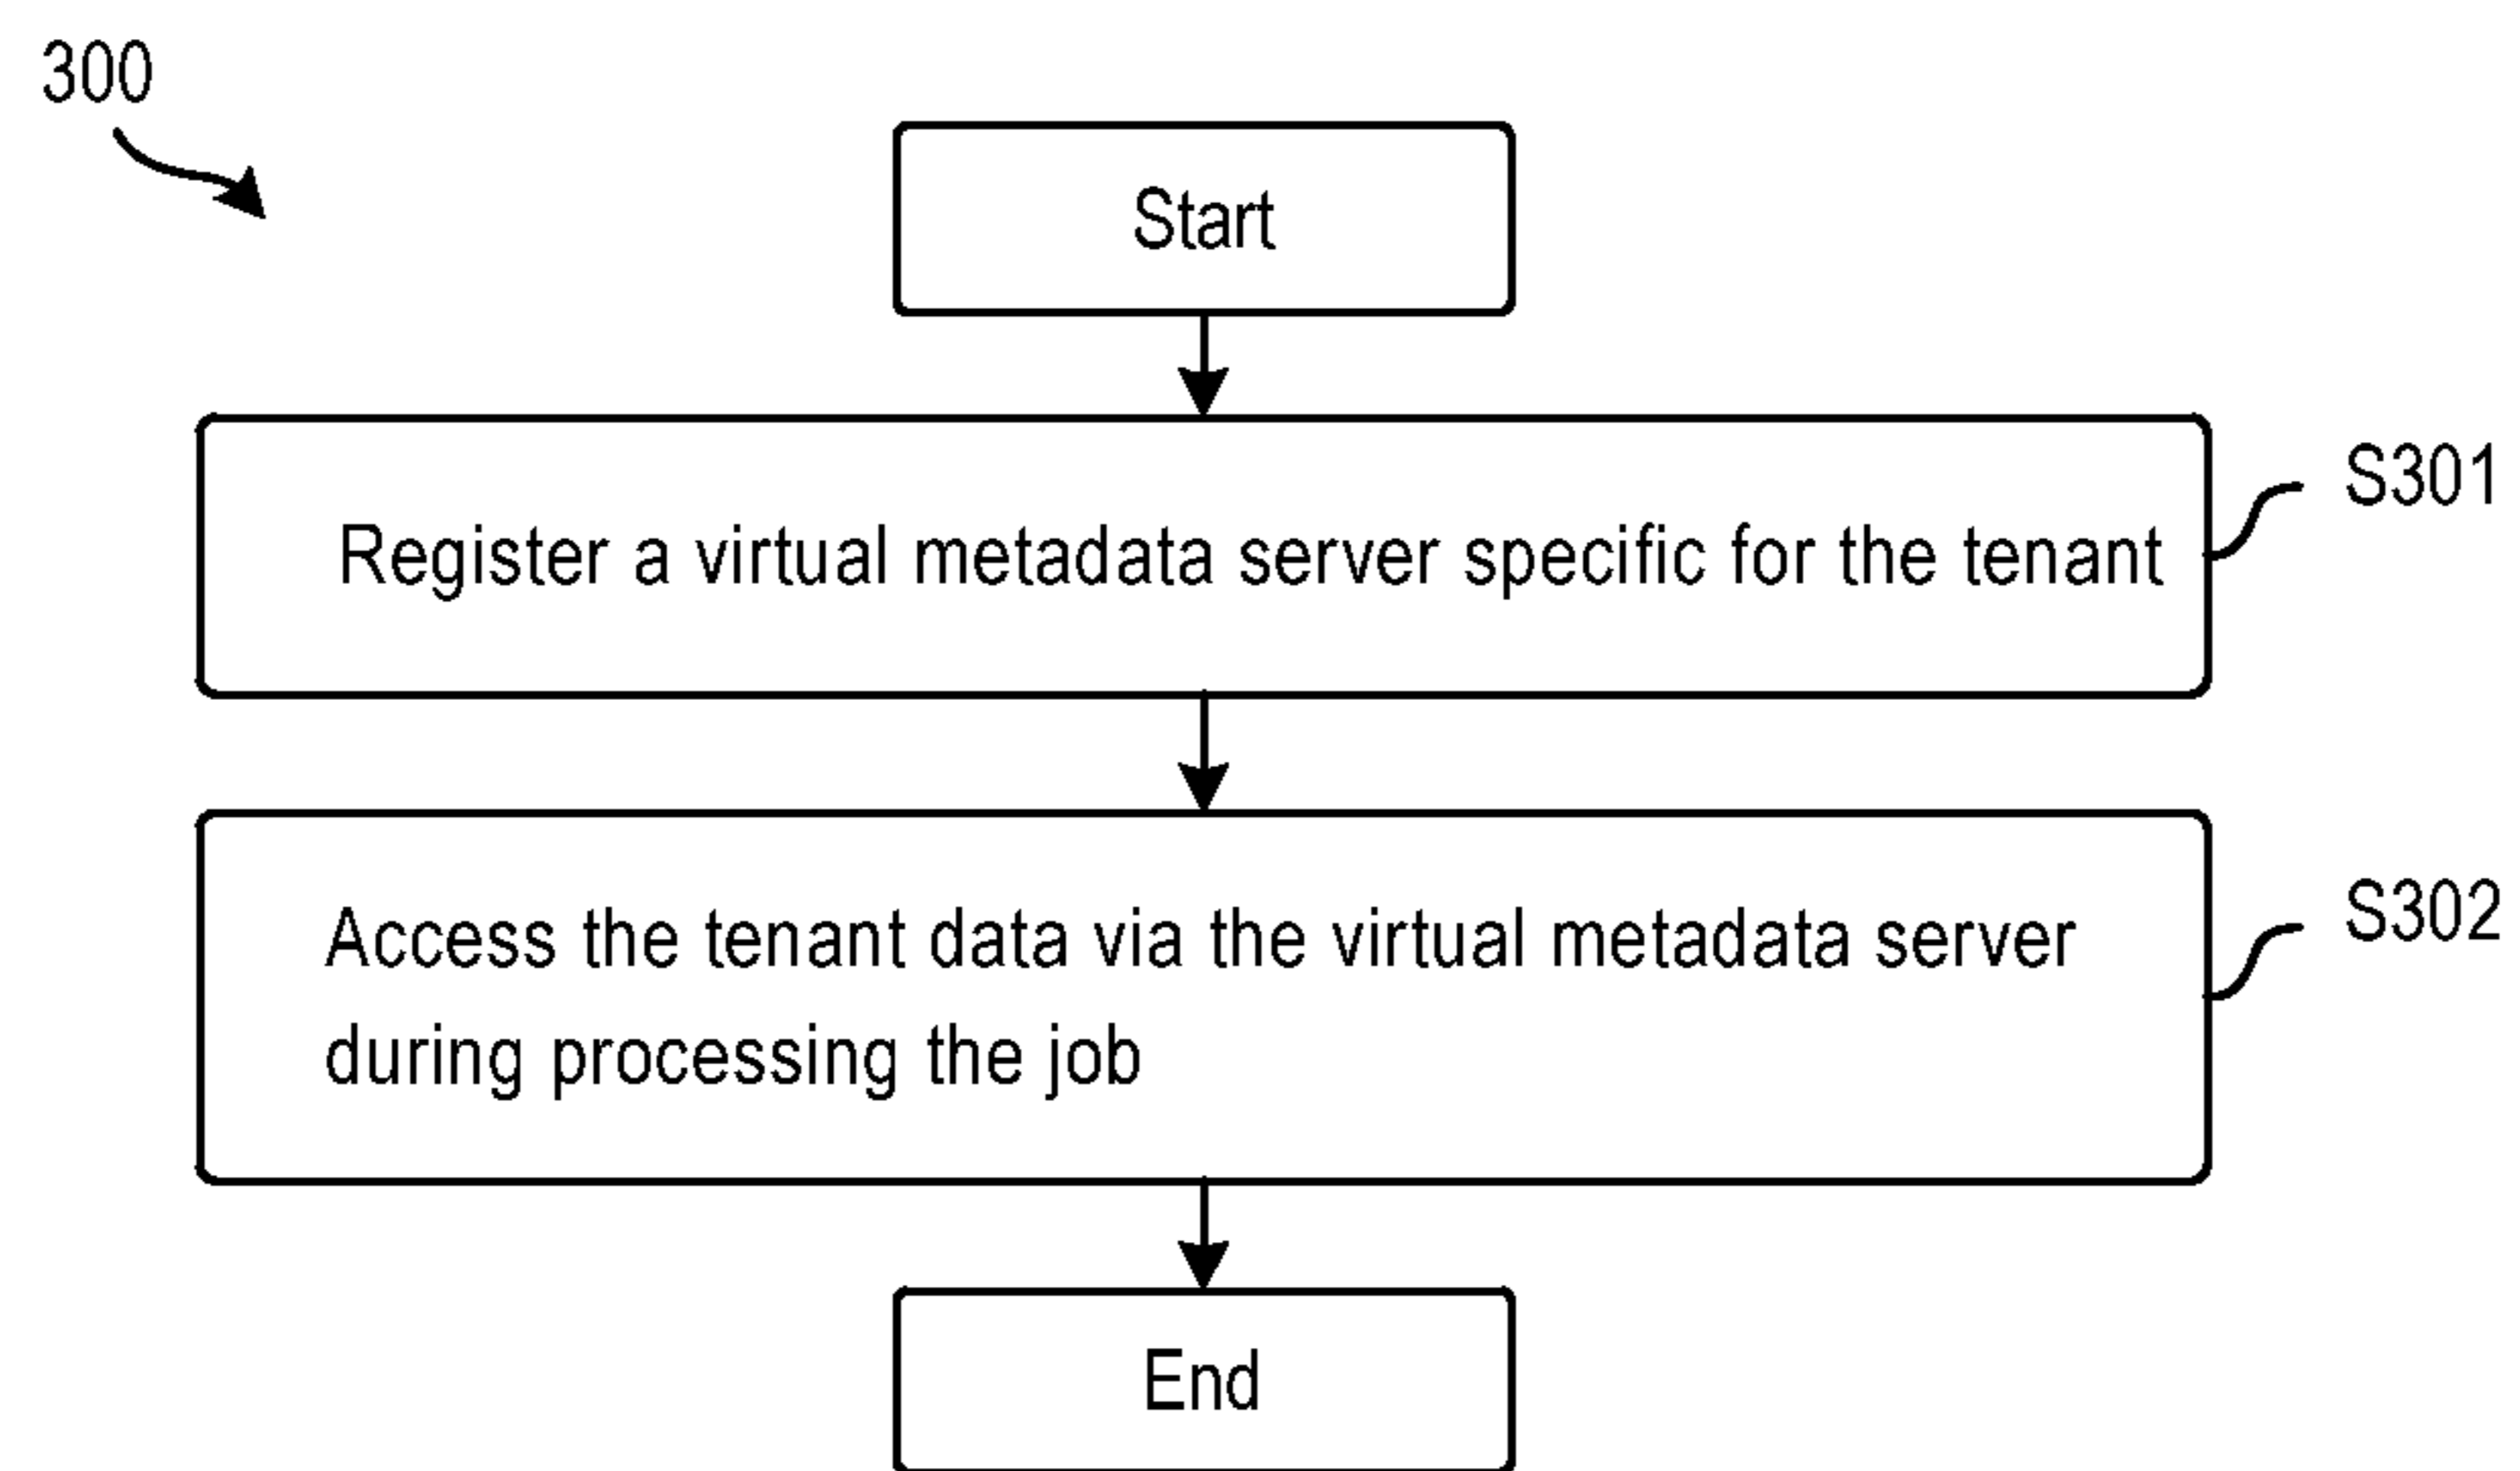 300
Start
Register a virtual metadata server specific for the tenant
S301
Access the tenant data via the virtual metadata server
during processing the job
S302
End